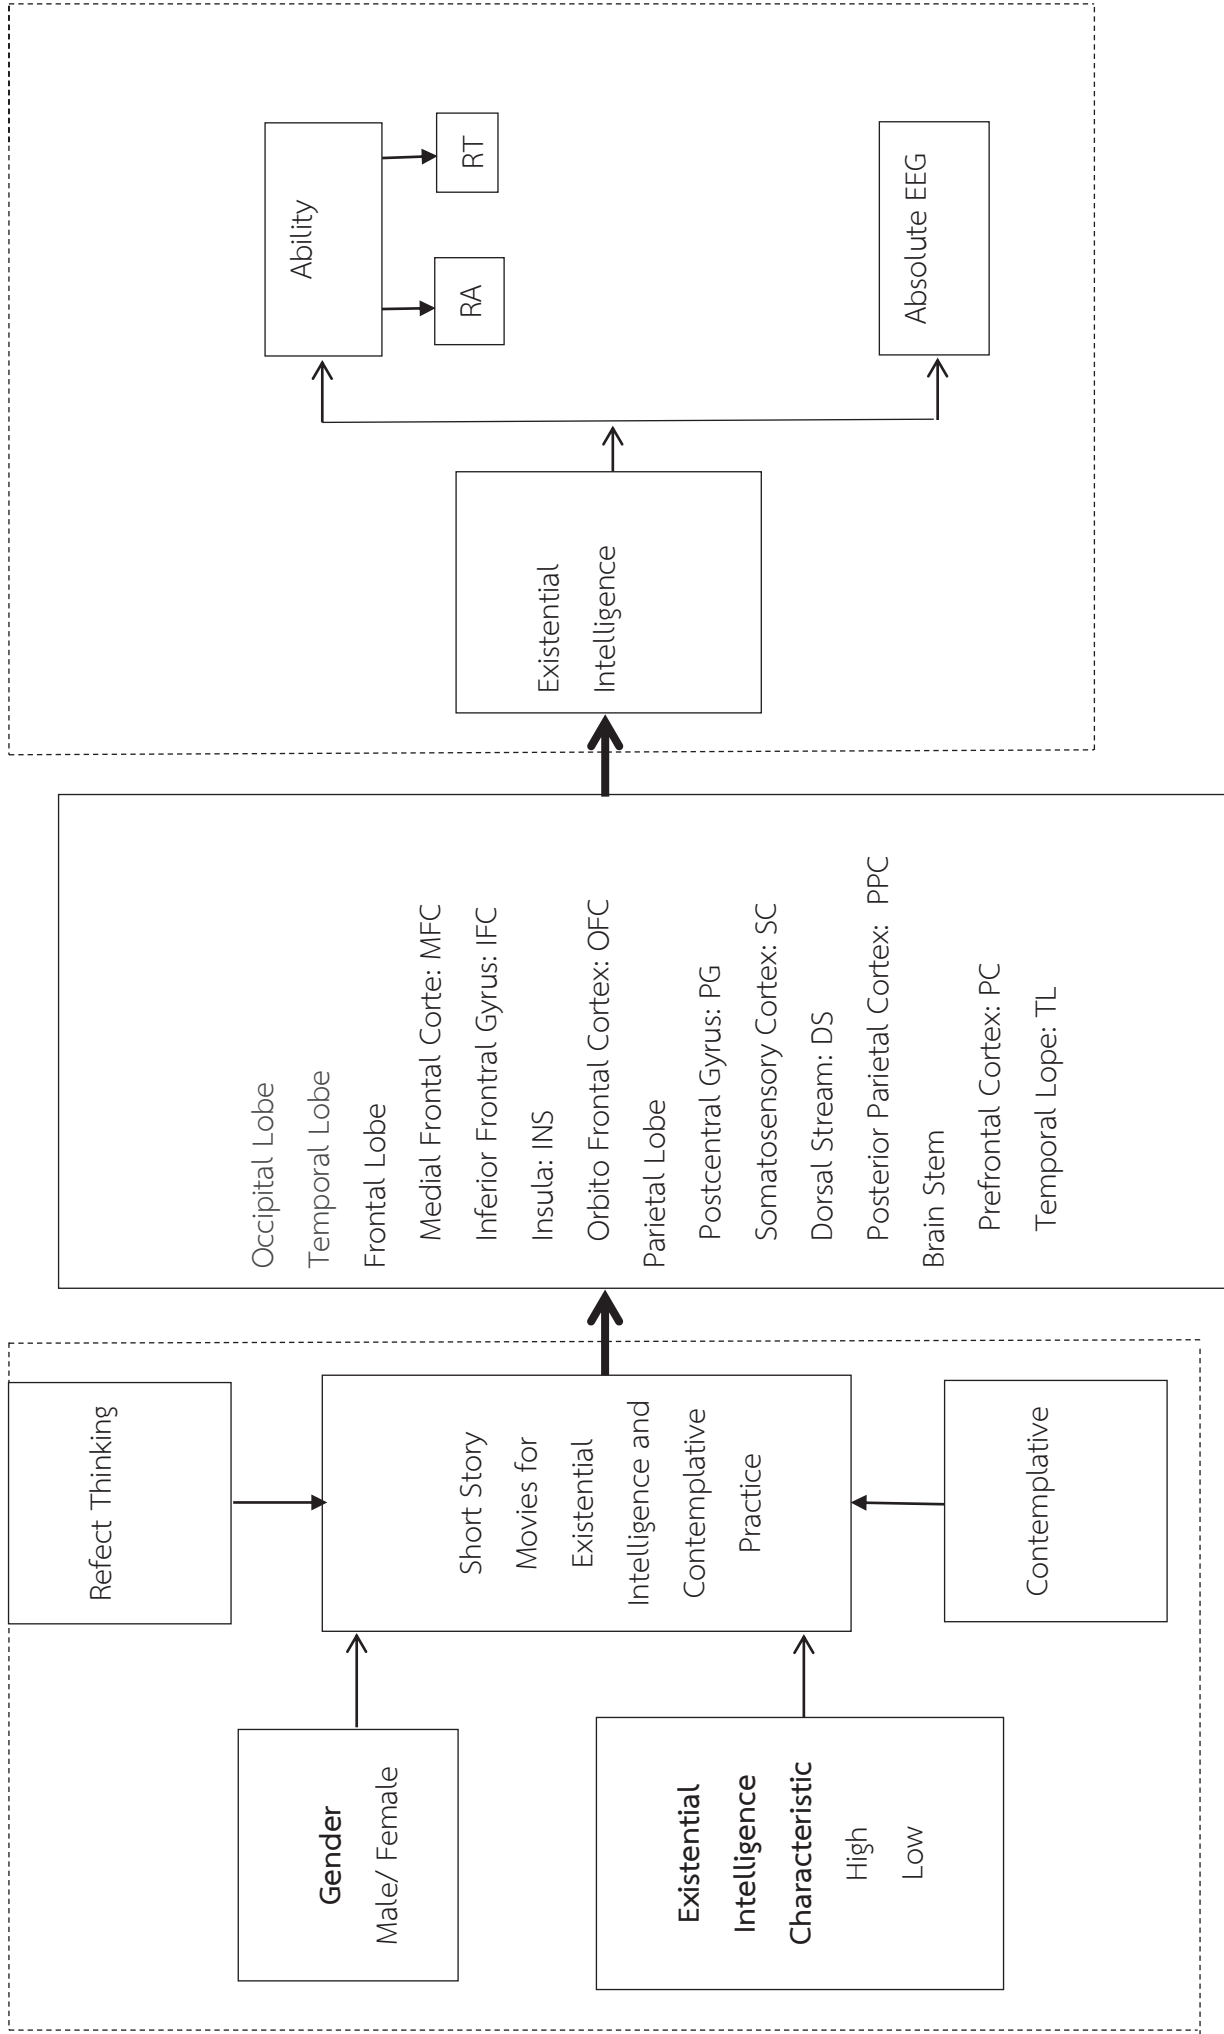 Refect Thinking
Gender
Male/ Female
Existential
Intelligence
Characteristic
High
Low
Short Story
Movies for
Existential
Intelligence and
Contemplative
Practice
Contemplative
Occipital Lobe
Temporal Lobe
Frontal Lobe
Medial Frontal Corte: MFC
Inferior Frontral Gyrus: IFC
Insula: INS
Orbito Frontal Cortex: OFC
Parietal Lobe
Postcentral Gyrus: PG
Somatosensory Cortex: SC
Dorsal Stream: DS
Posterior Parietal Cortex: PPC
Brain Stem
Prefrontal Cortex: PC
Temporal Lope: TL
Existential
Intelligence
Ability
RA
RT
Absolute EEG